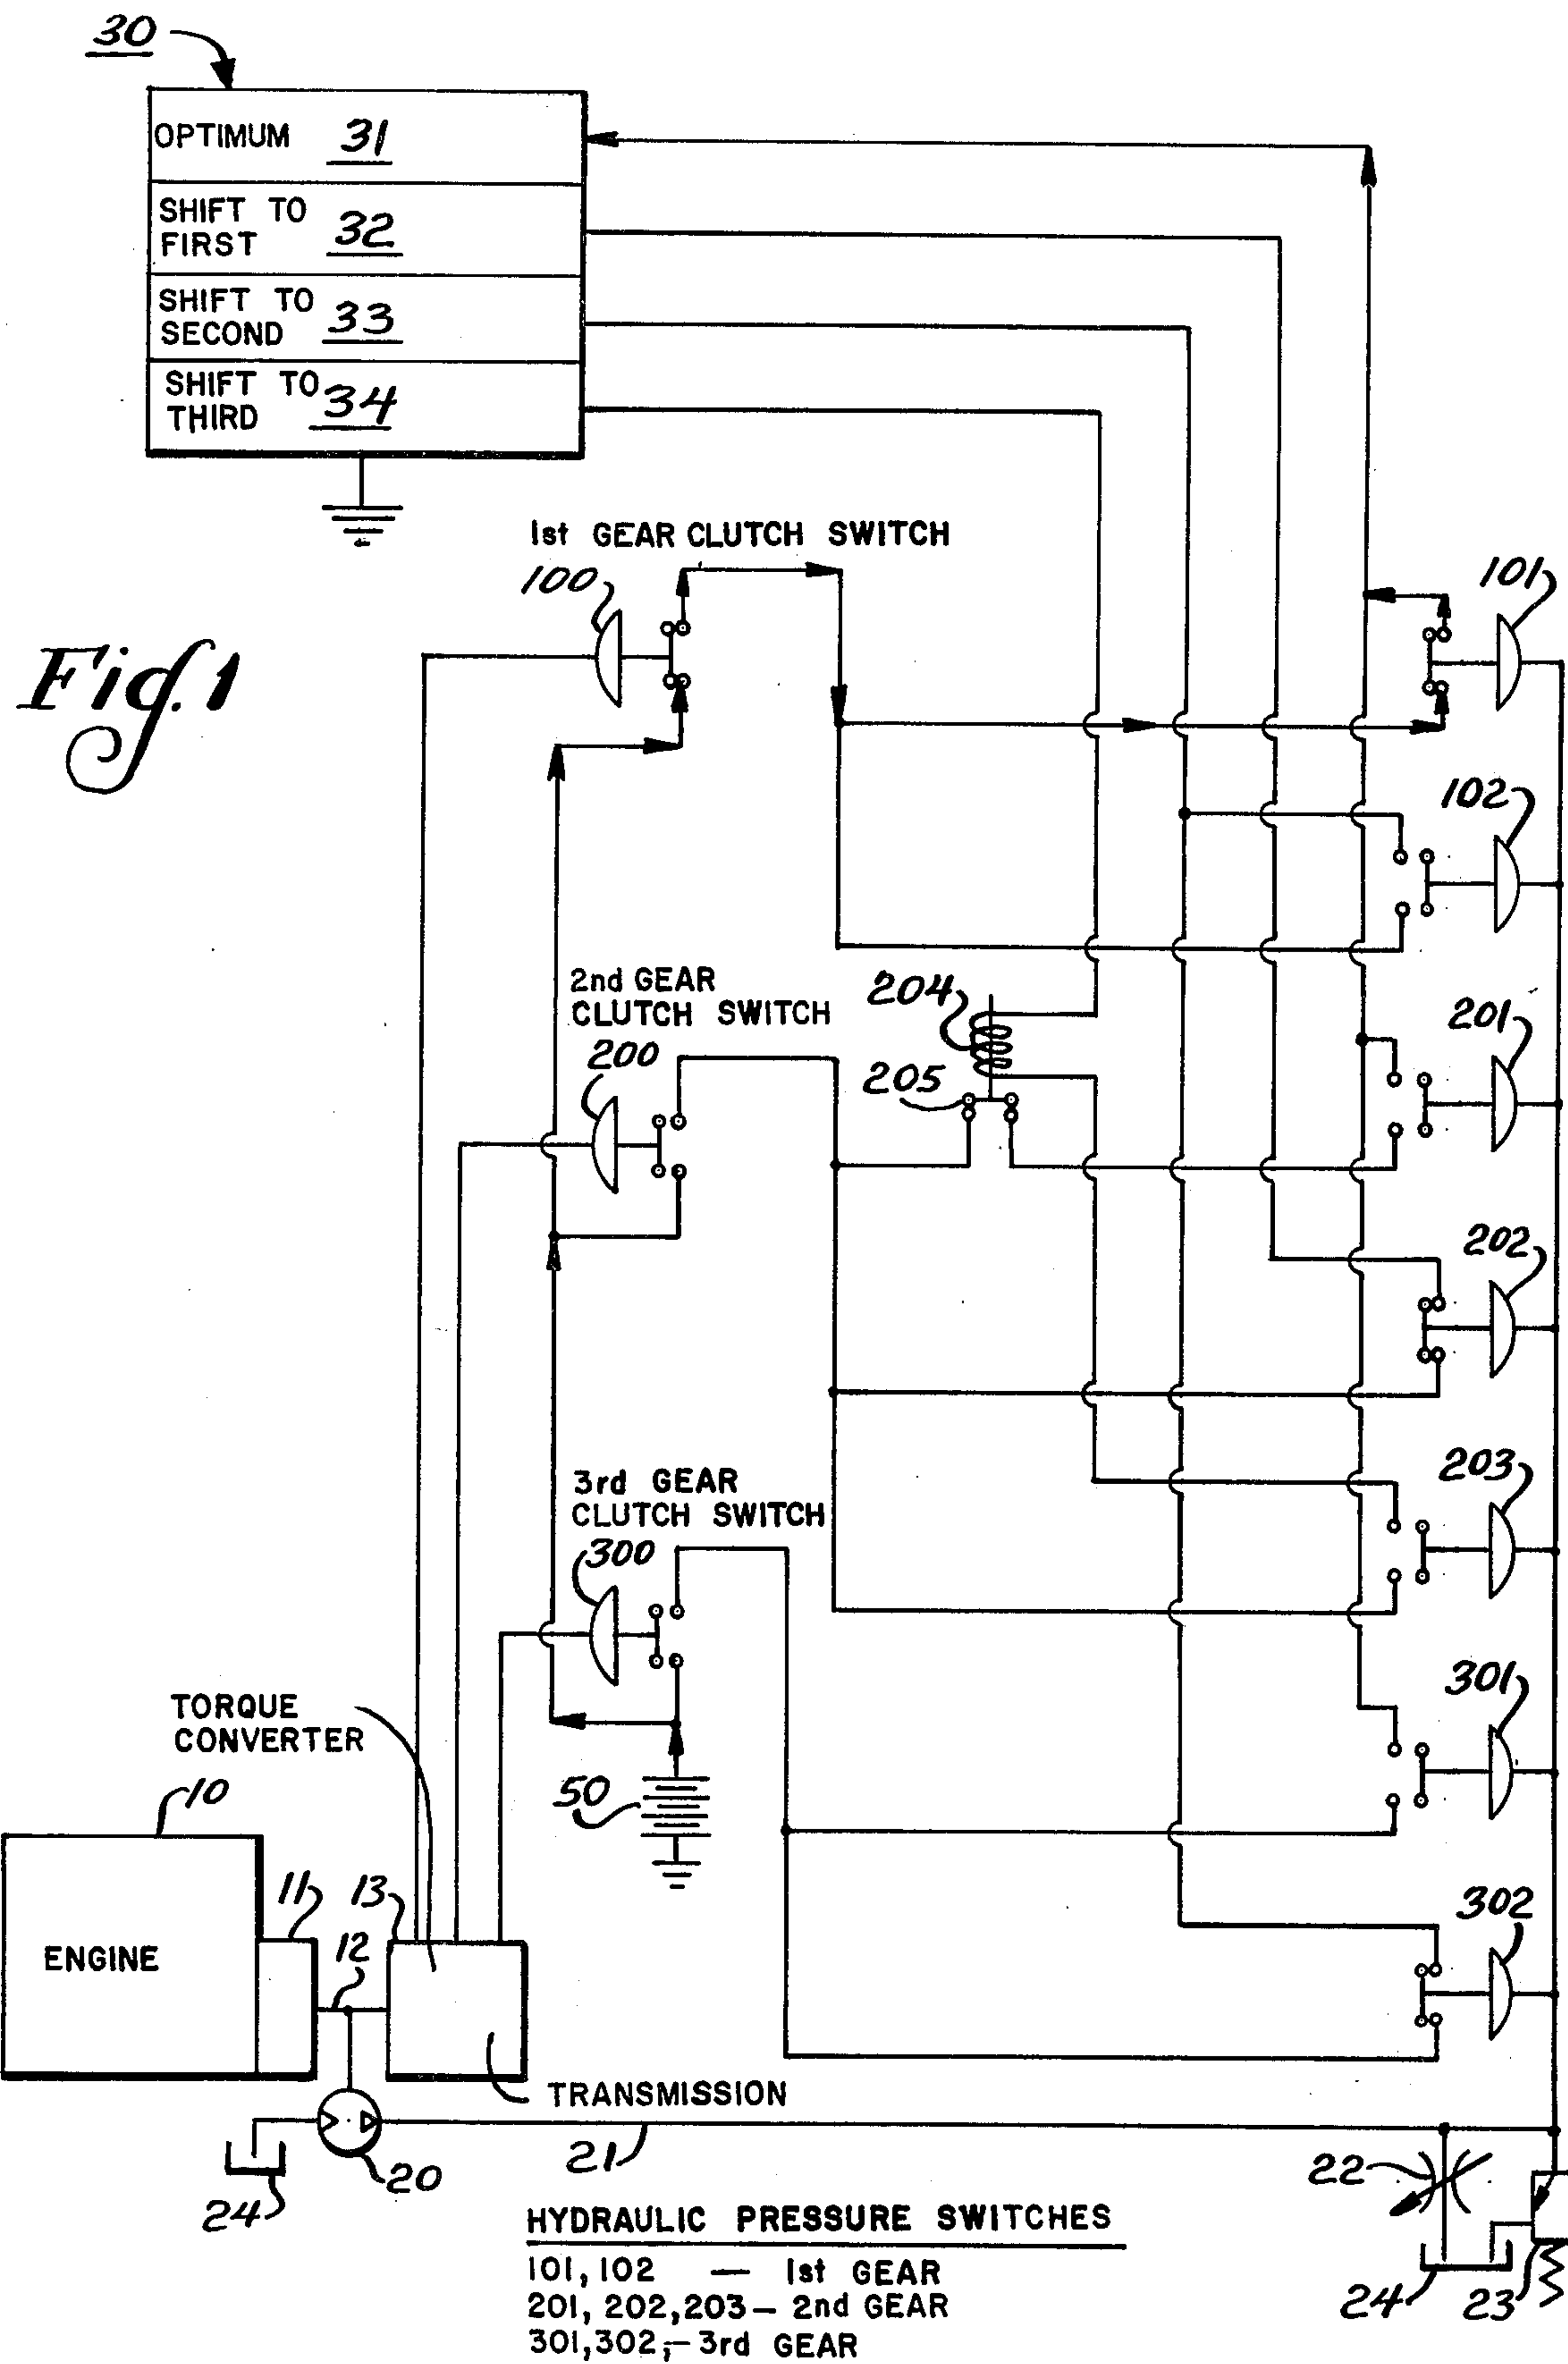 30
OPTIMUM 31
SHIFT TO
FIRST 32
SHIFT TO
SECOND 33
SHIFT TO
THIRD 34
1st GEAR CLUTCH SWITCH
100
101
Fig. 1
102
2nd GEAR
CLUTCH SWITCH
200
204
205
201
202
3rd GEAR
CLUTCH SWITCH
300
203
301
TORQUE
CONVERTER
50
10
11
13
12
ENGINE
302
TRANSMISSION
20
21
22
24
24
23
HYDRAULIC PRESSURE SWITCHES
101, 102 — 1st GEAR
201, 202, 203 — 2nd GEAR
301, 302, — 3rd GEAR